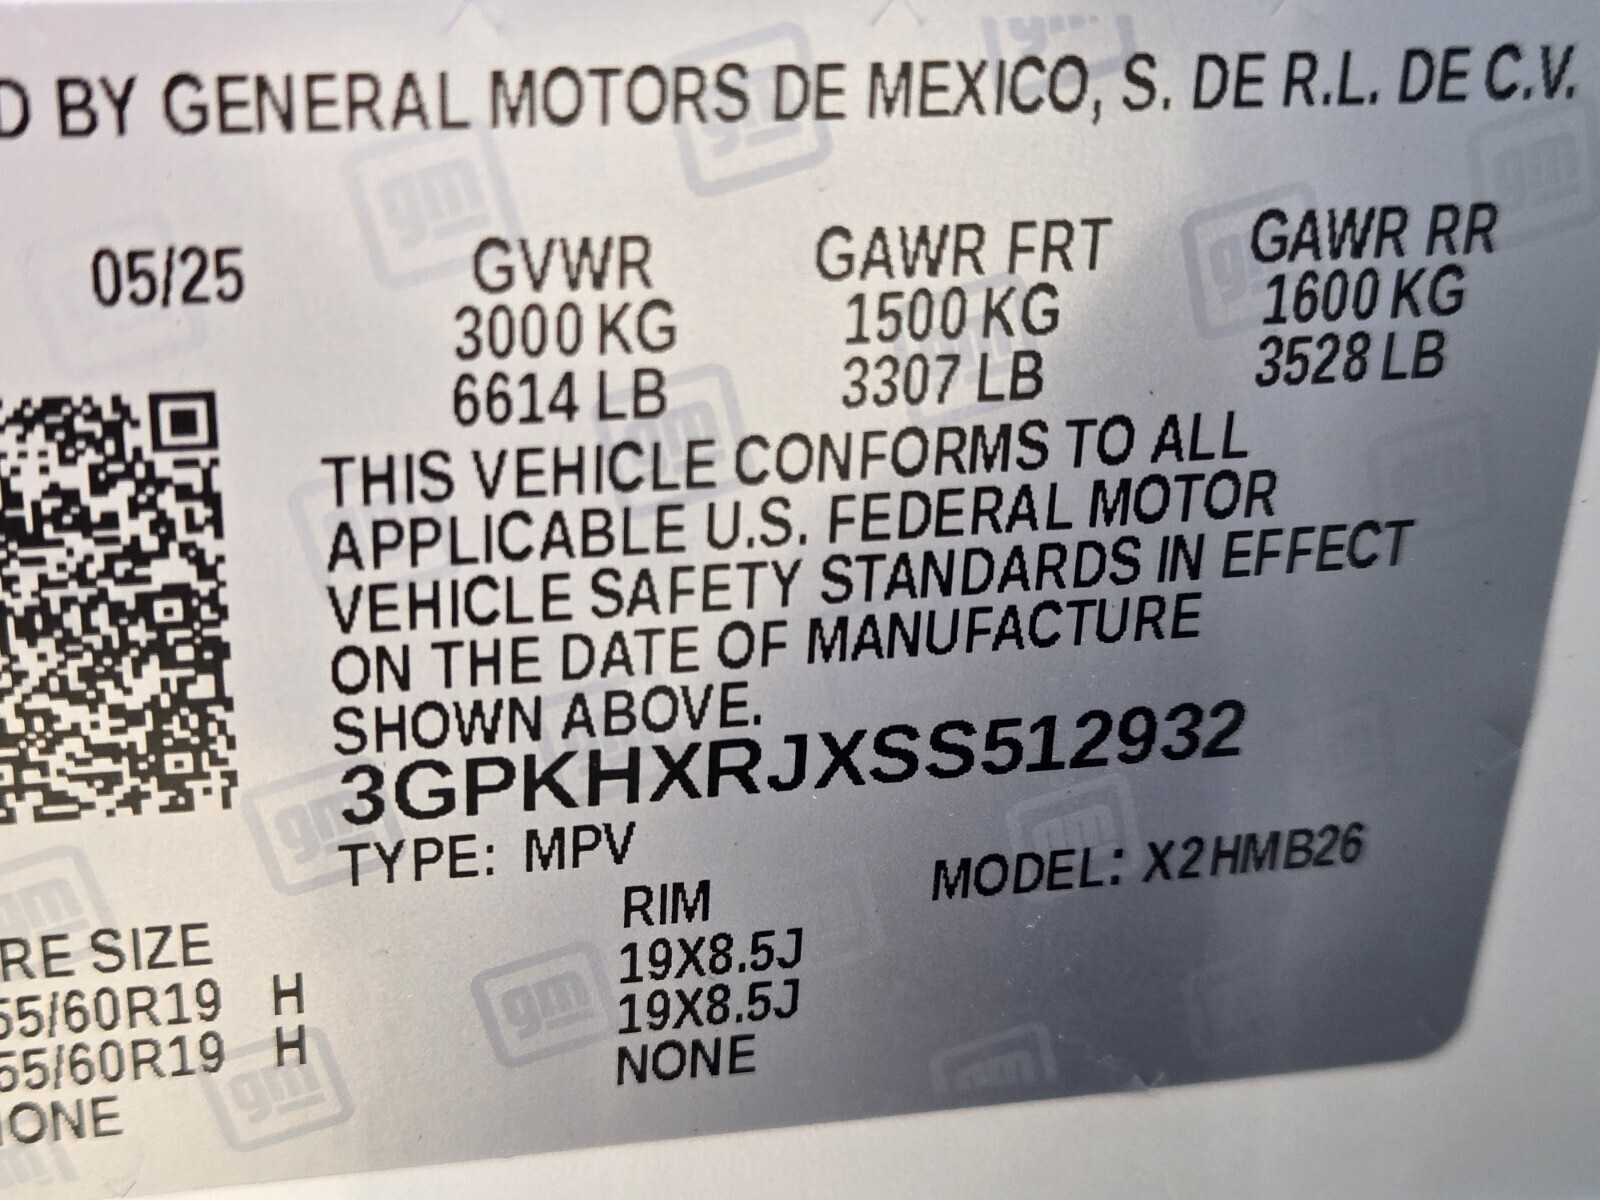 D BY GENERAL MOTORS DE MEXICO, S. DE R.L. DE C.V.
05/25 GVWR GAWR FRT GAWR RR
3000 KG 1500 KG 1600 KG
6614 LB 3307 LB 3528 LB
THIS VEHICLE CONFORMS TO ALL
APPLICABLE U.S. FEDERAL MOTOR
VEHICLE SAFETY STANDARDS IN EFFECT
ON THE DATE OF MANUFACTURE
SHOWN ABOVE.
3GPKHXRJXSS512932
TYPE: MPV MODEL: X2HMB26
RE SIZE RIM
55/60R19 H 19X8.5J
55/60R19 H 19X8.5J
ONE NONE